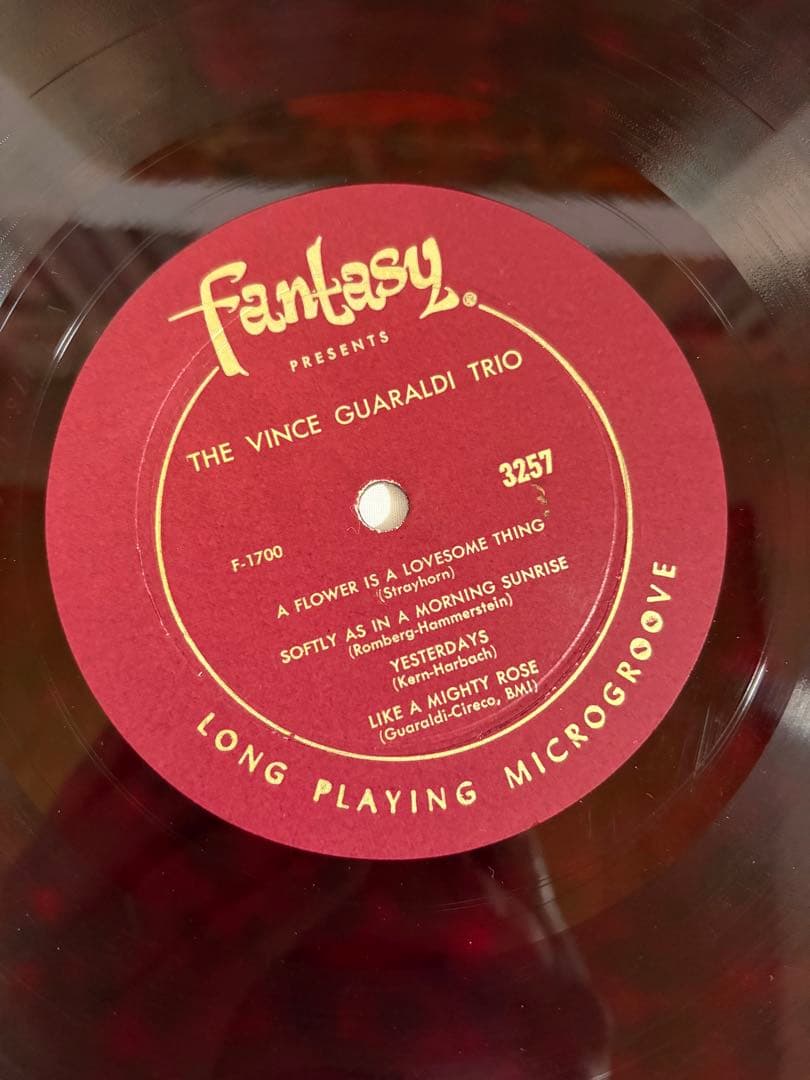 fantasy®
PRESENTS
THE VINCE GUARALDI TRIO
3257
F-1700
A FLOWER IS A LOVESOME THING
(Strayhorn)
SOFTLY AS IN A MORNING SUNRISE
(Romberg-Hammerstein)
YESTERDAYS
(Kern-Harbach)
LIKE A MIGHTY ROSE
(Guaraldi-Cireco, BMI)
LONG PLAYING MICROGROOVE